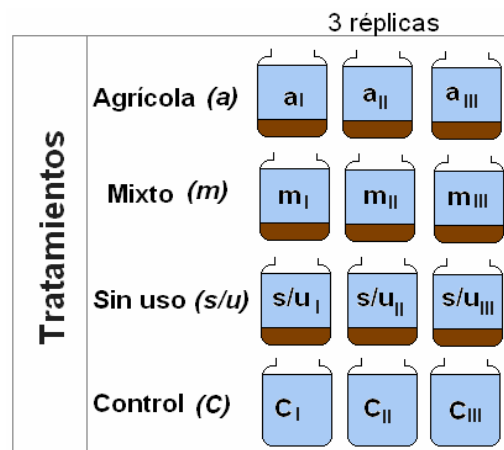 3 réplicas
Tratamientos
Agrícola (a)
aI aII aIII
Mixto (m)
mI mII mIII
Sin uso (s/u)
s/uI s/uII s/uIII
Control (C)
CI CII CIII